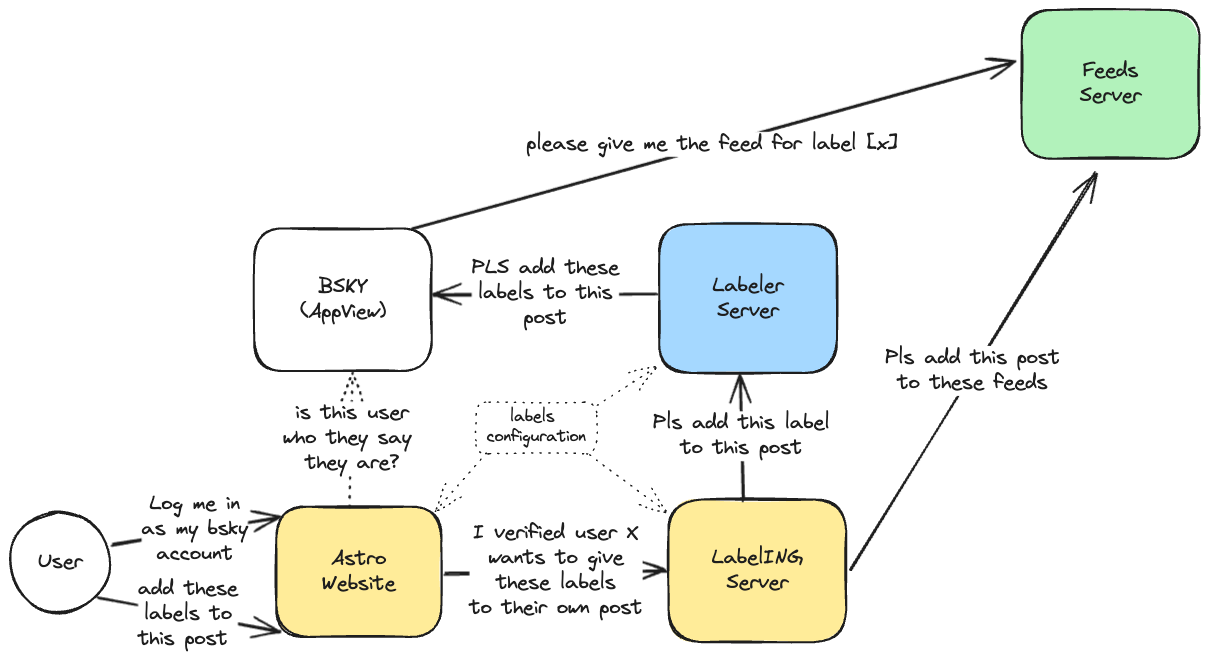 Feeds
Server
please give me the feed for label [x]
BSKY
(AppView)
PLS add these
labels to this
post
Labeler
Server
Pls add this post
to these feeds
is this user
who they say
they are?
labels
configuration
Pls add this label
to this post
Log me in
as my bsky
account
User
add these
labels to
this post
Astro
Website
I verified user X
wants to give
these labels
to their own post
LabelING
Server